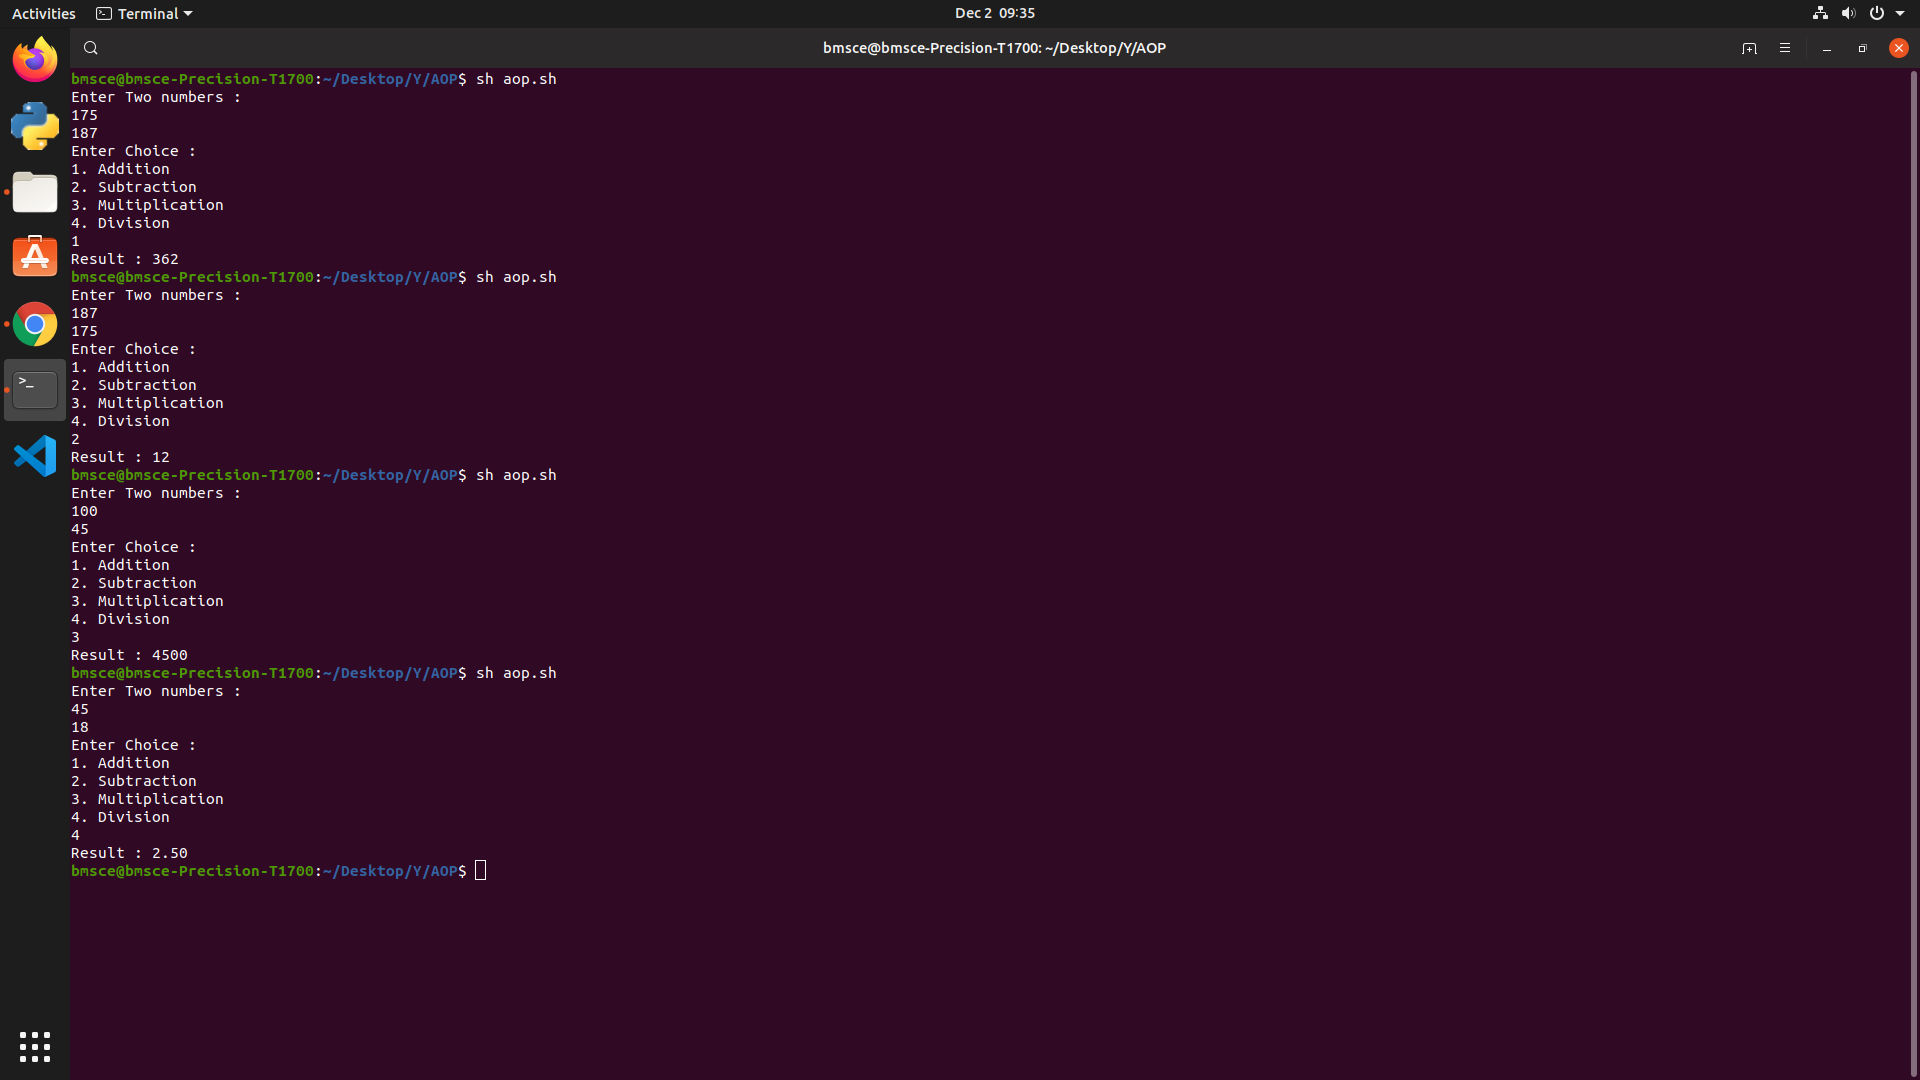 Activities Terminal Dec 2 09:35
bmsce@bmsce-Precision-T1700: ~/Desktop/Y/AOP
bmsce@bmsce-Precision-T1700:~/Desktop/Y/AOP$ sh aop.sh
Enter Two numbers :
175
187
Enter Choice :
1. Addition
2. Subtraction
3. Multiplication
4. Division
1
Result : 362
bmsce@bmsce-Precision-T1700:~/Desktop/Y/AOP$ sh aop.sh
Enter Two numbers :
187
175
Enter Choice :
1. Addition
2. Subtraction
3. Multiplication
4. Division
2
Result : 12
bmsce@bmsce-Precision-T1700:~/Desktop/Y/AOP$ sh aop.sh
Enter Two numbers :
100
45
Enter Choice :
1. Addition
2. Subtraction
3. Multiplication
4. Division
3
Result : 4500
bmsce@bmsce-Precision-T1700:~/Desktop/Y/AOP$ sh aop.sh
Enter Two numbers :
45
18
Enter Choice :
1. Addition
2. Subtraction
3. Multiplication
4. Division
4
Result : 2.50
bmsce@bmsce-Precision-T1700:~/Desktop/Y/AOP$